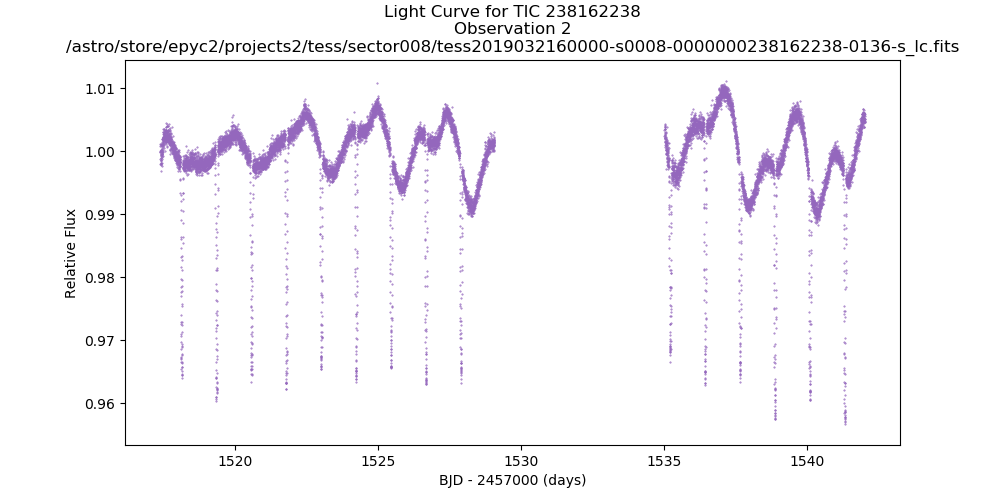 Light Curve for TIC 238162238
Observation 2
/astro/store/epyc2/projects2/tess/sector008/tess2019032160000-s0008-0000000238162238-0136-s_lc.fits
1.01
1.00
0.99
0.98
0.97
0.96
Relative Flux
1520
1525
1530
1535
1540
BJD - 2457000 (days)